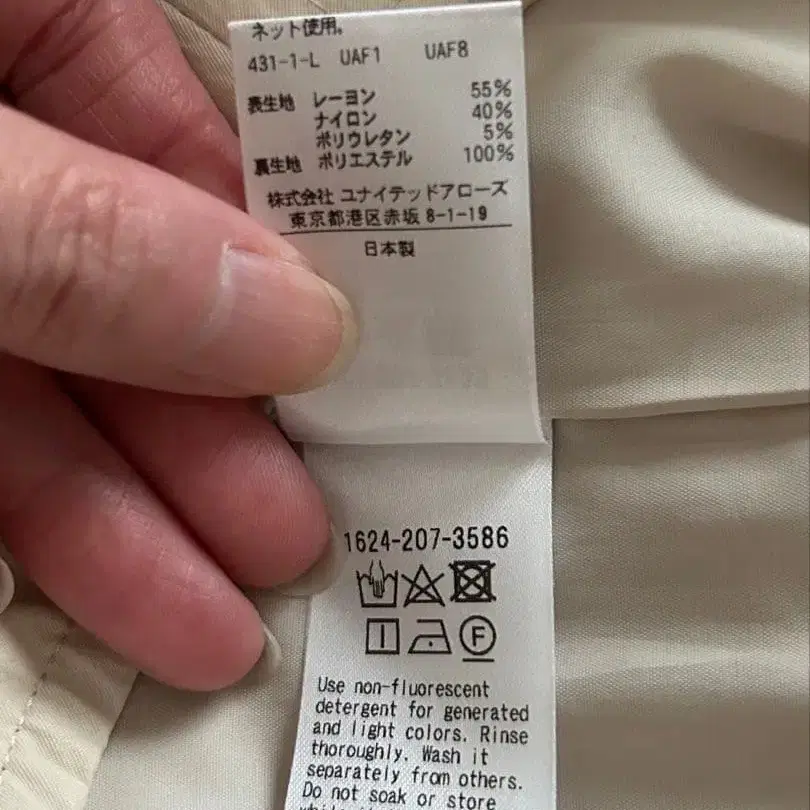 ネット使用。
431-1-L UAF1 UAF8
表生地 レーヨン 55%
ナイロン 40%
ポリウレタン 5%
裏生地 ポリエステル 100%
株式会社 ユナイテッドアローズ
東京都港区赤坂 8-1-19
日本製
1624-207-3586
F
Use non-fluorescent
detergent for generated
and light colors. Rinse
thoroughly. Wash it
separately from others.
Do not soak or store